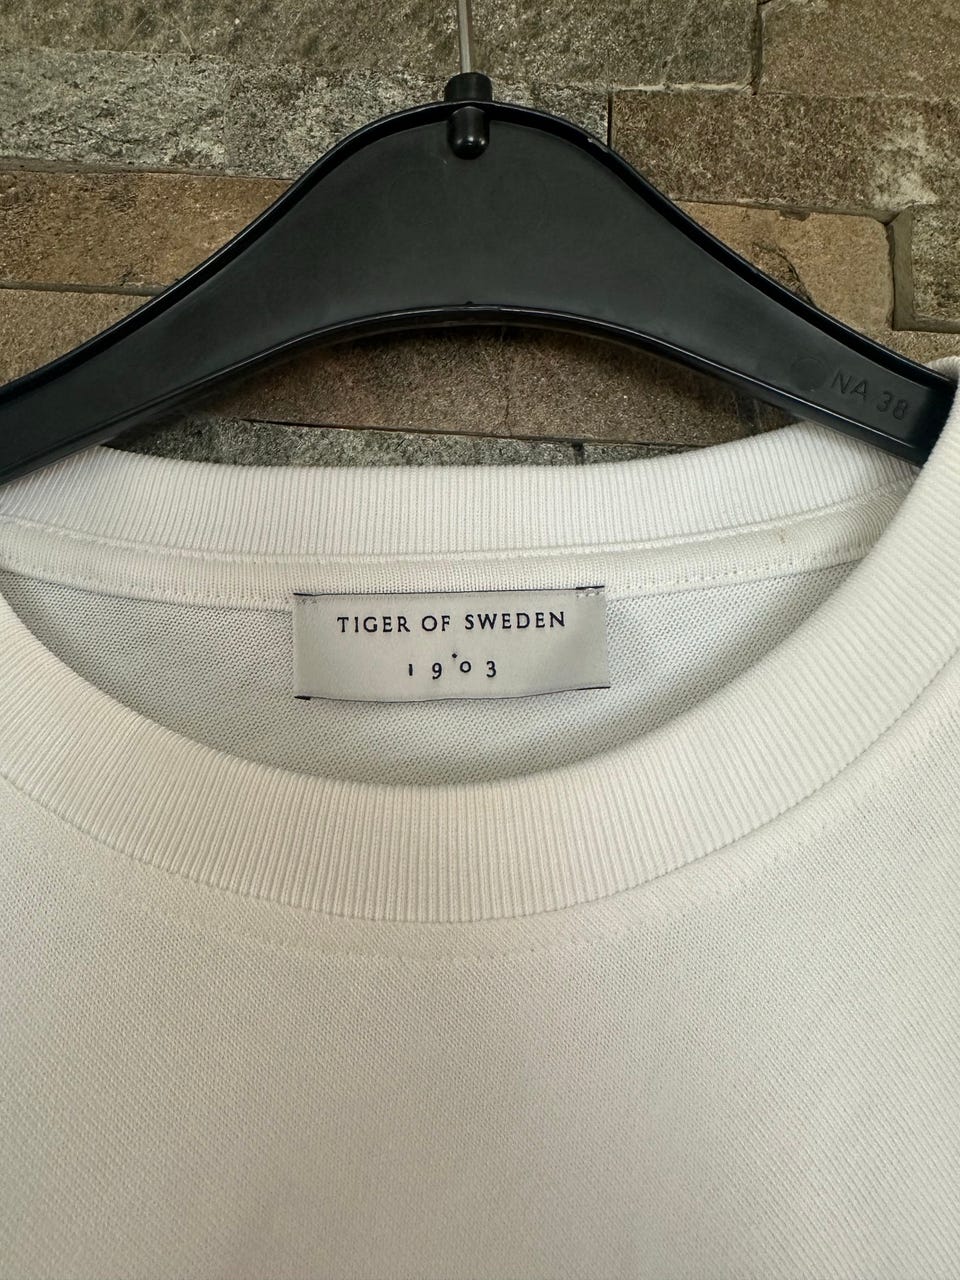 NA 38
TIGER OF SWEDEN
1903